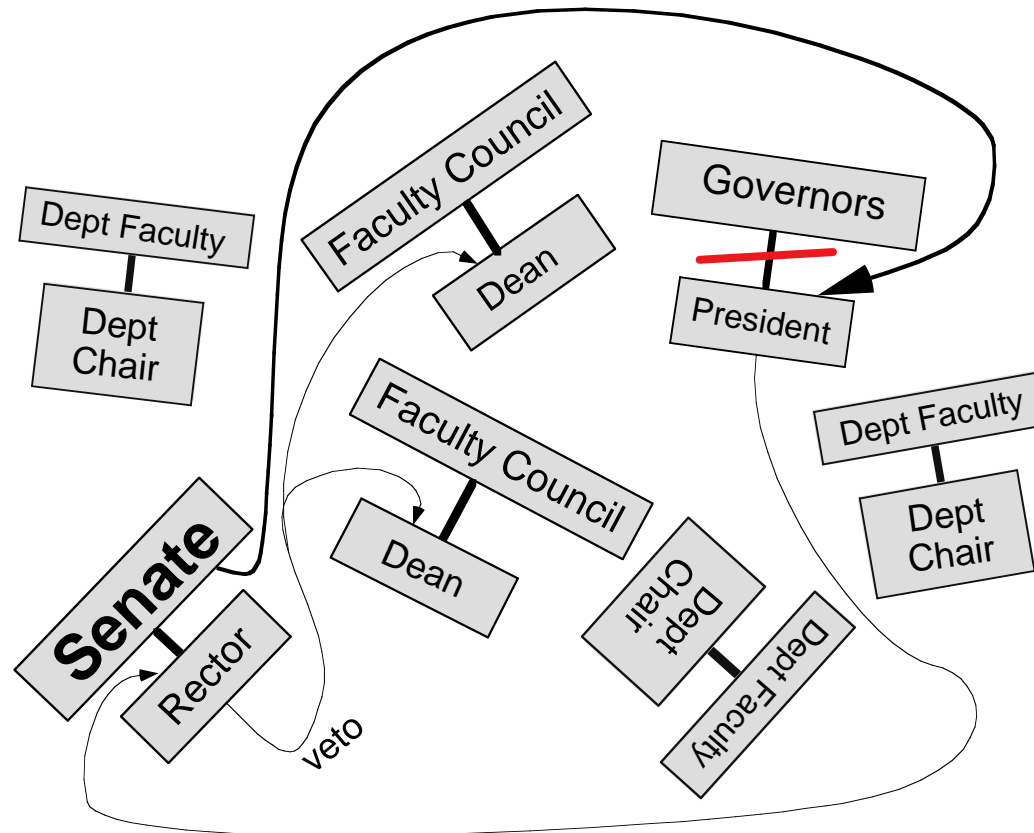 Faculty Council
Governors
Dept Faculty
Dean
President
Dept
Chair
Faculty Council
Dept Faculty
Senate
Dean
Dept
Chair
Dept
Chair
Rector
Dept Faculty
veto